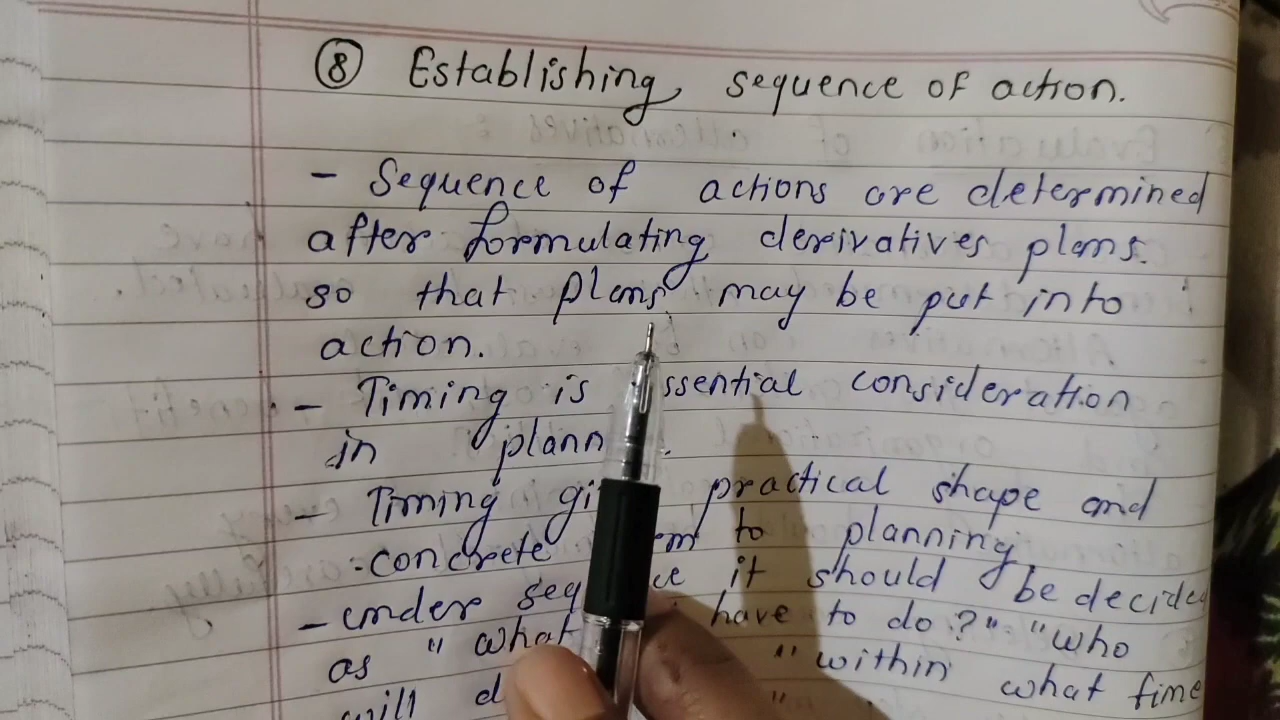 ⑧ Establishing sequence of action.
- Sequence of actions are determined
after formulating derivatives plans.
so that plans may be put into
action.
- Timing is ssential consideration
in plann
- Timing gi practical shape and
concrete to planning
- under seq it should be decided
as "what have to do?" "who
will d "within what time